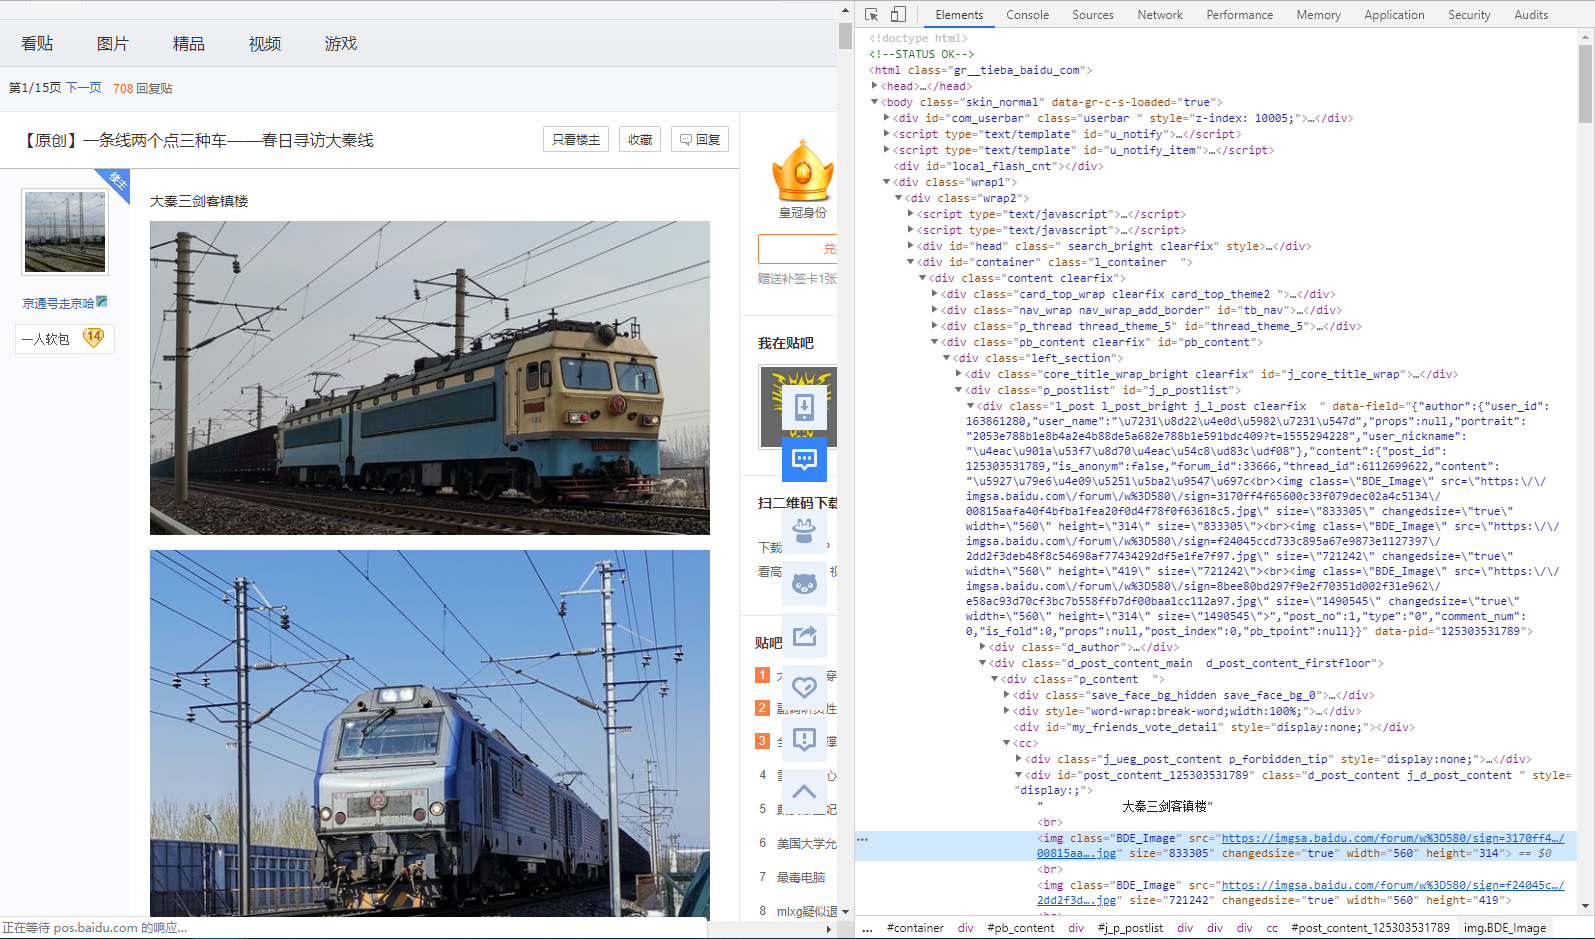 看贴 图片 精品 视频 游戏
第1/15页 下一页 708 回复贴
【原创】一条线两个点三种车——春日寻访大秦线
只看楼主 收藏 回复
楼主
京通号走京哈
一人软包 14
大秦三剑客镇楼
皇冠身份
赠送补签卡1张
我在贴吧
扫二维码下载
下载
看高
贴吧
1
2
3
4
5
6 美国大学允
7 最毒电脑
8 mlxg疑似退
正在等待 pos.baidu.com 的响应...
Elements Console Sources Network Performance Memory Application Security Audits
<!doctype html>
<!--STATUS OK-->
<html class="gr__tieba_baidu_com">
<head>…</head>
<body class="skin_normal" data-gr-c-s-loaded="true">
<div id="com_userbar" class="userbar " style="z-index: 10005;">…</div>
<script type="text/template" id="u_notify">…</script>
<script type="text/template" id="u_notify_item">…</script>
<div id="local_flash_cnt"></div>
<div class="wrap1">
<div class="wrap2">
<script type="text/javascript">…</script>
<script type="text/javascript">…</script>
<div id="head" class=" search_bright clearfix" style>…</div>
<div id="container" class="l_container  ">
<div class="content clearfix">
<div class="card_top_wrap clearfix card_top_theme2 ">…</div>
<div class="nav_wrap nav_wrap_add_border" id="tb_nav">…</div>
<div class="p_thread thread_theme_5" id="thread_theme_5">…</div>
<div class="pb_content clearfix" id="pb_content">
<div class="left_section">
<div class="core_title_wrap_bright clearfix" id="j_core_title_wrap">…</div>
<div class="p_postlist" id="j_p_postlist">
<div class="l_post l_post_bright j_l_post clearfix  " data-field="{"author":{"user_id":
163861280,"user_name":"\u7231\u8d22\u4e0d\u5982\u7231\u547d","props":null,"portrait":
"2053e788b1e8b4a2e4b88de5a682e788b1e591bdc409?t=1555294228","user_nickname":
"\u4eac\u901a\u53f7\u8d70\u4eac\u54c8\ud83c\udf08"},"content":{"post_id":
125303531789,"is_anonym":false,"forum_id":33666,"thread_id":6112699622,"content":
"\u5927\u79e6\u4e09\u5251\u5ba2\u9547\u697c<br><img class=\"BDE_Image\" src=\"https:\/\/
imgsa.baidu.com\/forum\/w%3D580\/sign=3170ff4f65600c33f079dec02a4c5134\/
00815aafa40f4bfba1fea20f0d4f78f0f63618c5.jpg\" size=\"833305\" changedsize=\"true\"
width=\"560\" height=\"314\" size=\"833305\"><br><img class=\"BDE_Image\" src=\"https:\/\/
imgsa.baidu.com\/forum\/w%3D580\/sign=f24045ccd733c895a67e9873e1127397\/
2dd2f3deb48f8c54698af77434292df5e1fe7f97.jpg\" size=\"721242\" changedsize=\"true\"
width=\"560\" height=\"419\" size=\"721242\"><br><img class=\"BDE_Image\" src=\"https:\/\/
imgsa.baidu.com\/forum\/w%3D580\/sign=8bee80bd297f9e2f70351d002f31e962\/
e58ac93d70cf3bc7b558ffb7df00baa1cc112a97.jpg\" size=\"1490545\" changedsize=\"true\"
width=\"560\" height=\"314\" size=\"1490545\">","post_no":1,"type":"0","comment_num":
0,"is_fold":0,"props":null,"post_index":0,"pb_tpoint":null}}" data-pid="125303531789">
<div class="d_author">…</div>
<div class="d_post_content_main  d_post_content_firstfloor">
<div class="p_content  ">
<div class="save_face_bg_hidden save_face_bg_0">…</div>
<div style="word-wrap:break-word;width:100%;">…</div>
<div id="my_friends_vote_detail" style="display:none;"></div>
<cc>
<div class="j_ueg_post_content p_forbidden_tip" style="display:none;">…</div>
<div id="post_content_125303531789" class="d_post_content j_d_post_content " style=
"display:;">
"            大秦三剑客镇楼"
<br>
<img class="BDE_Image" src="https://imgsa.baidu.com/forum/w%3D580/sign=3170ff4…/
00815aa….jpg" size="833305" changedsize="true" width="560" height="314"> == $0
<br>
<img class="BDE_Image" src="https://imgsa.baidu.com/forum/w%3D580/sign=f24045c…/
2dd2f3d….jpg" size="721242" changedsize="true" width="560" height="419">
... #container div #pb_content div #j_p_postlist div div div cc #post_content_125303531789 img.BDE_Image